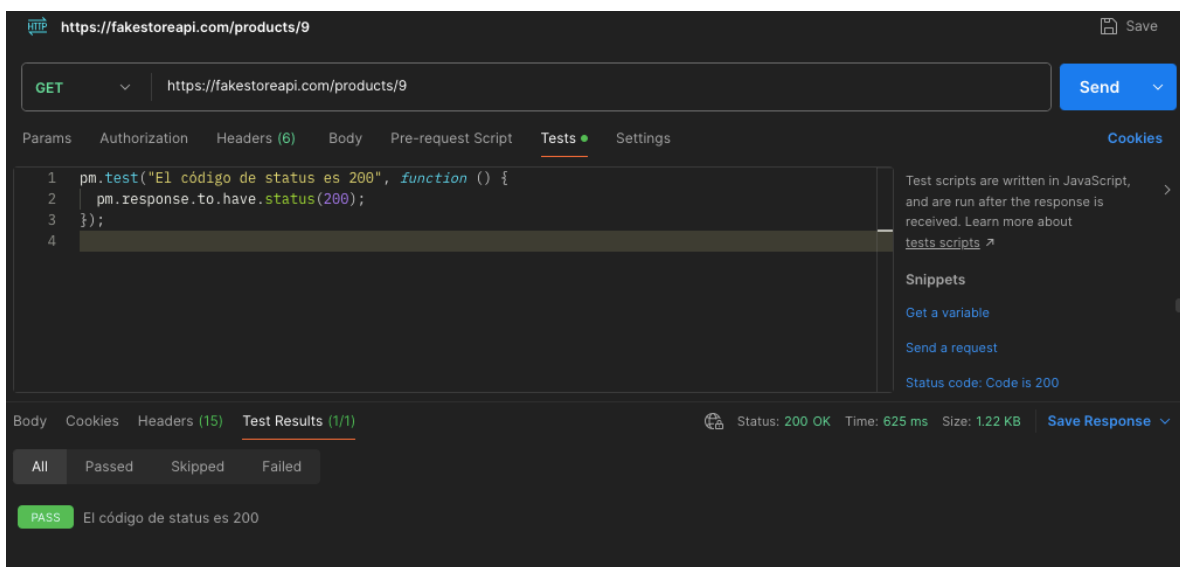 HTTP https://fakestoreapi.com/products/9 Save
GET https://fakestoreapi.com/products/9 Send
Params Authorization Headers (6) Body Pre-request Script Tests Settings Cookies
1 pm.test("El código de status es 200", function () {
2 pm.response.to.have.status(200);
3 });
4
Test scripts are written in JavaScript,
and are run after the response is
received. Learn more about
tests scripts ↗
Snippets
Get a variable
Send a request
Status code: Code is 200
Body Cookies Headers (15) Test Results (1/1) Status: 200 OK Time: 625 ms Size: 1.22 KB Save Response
All Passed Skipped Failed
PASS El código de status es 200